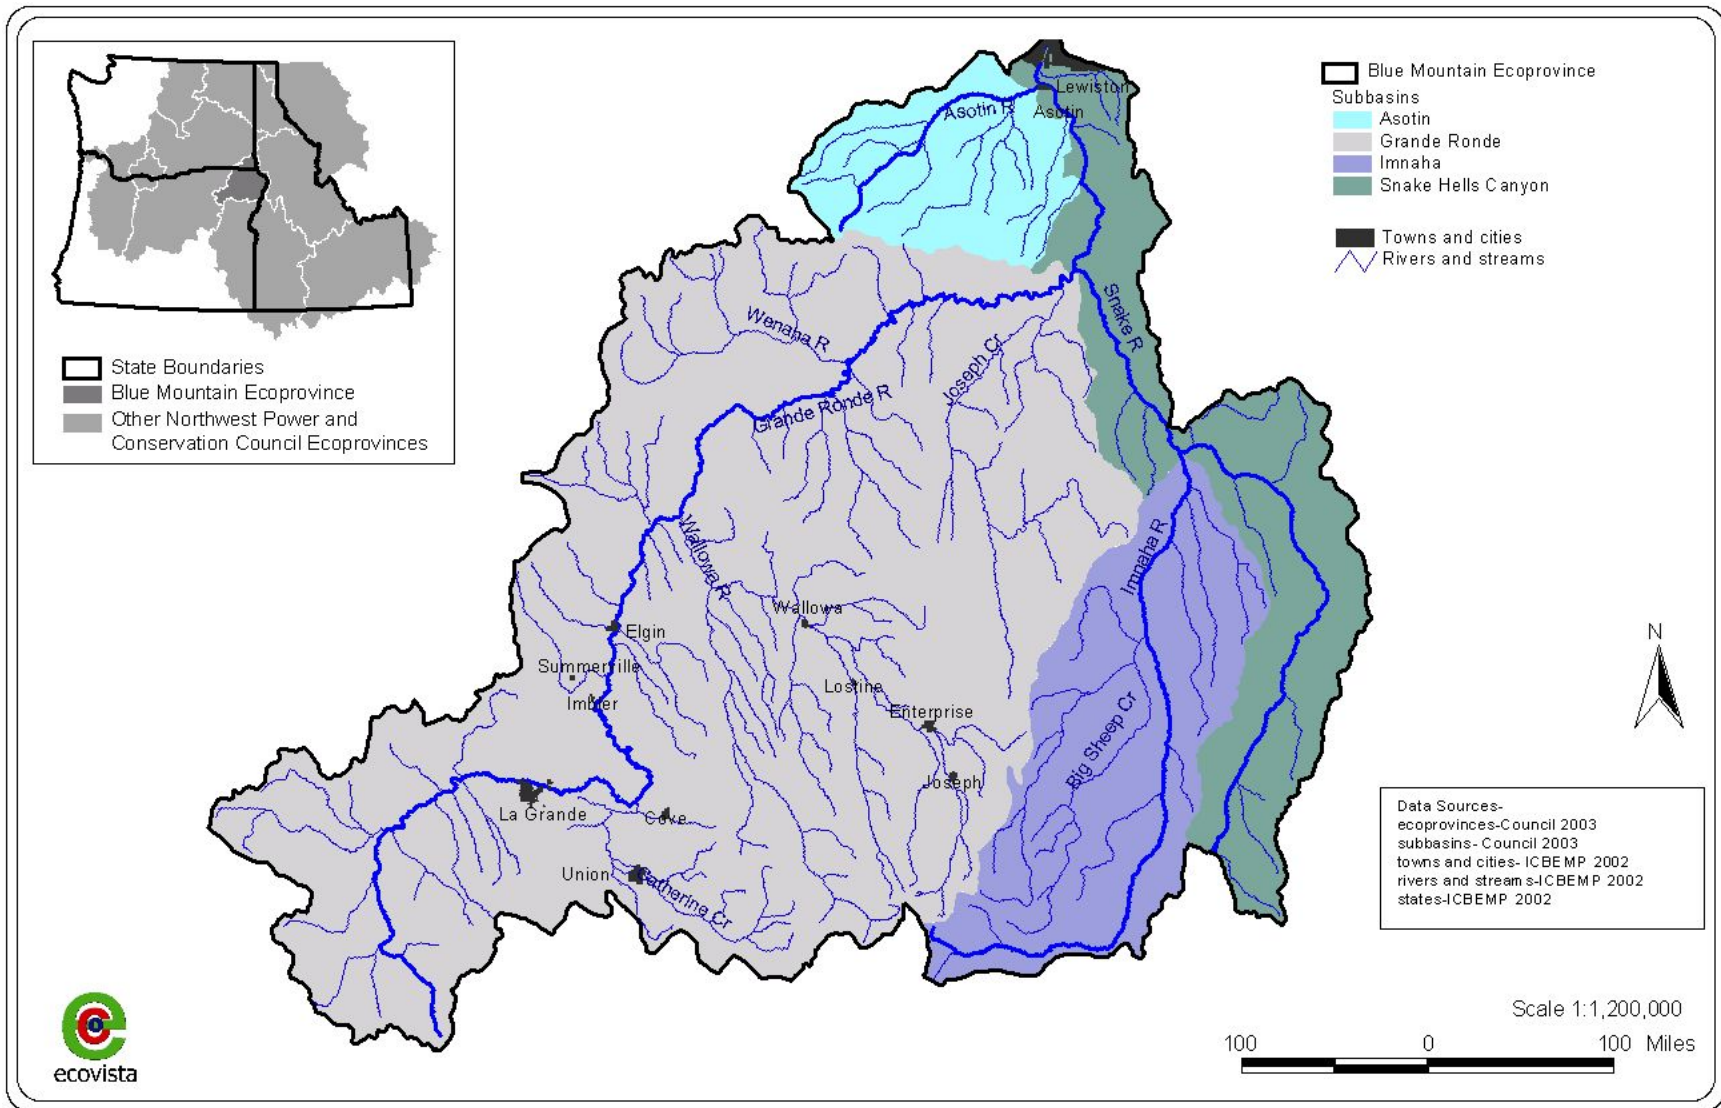 State Boundaries
Blue Mountain Ecoprovince
Other Northwest Power and
Conservation Council Ecoprovinces
Blue Mountain Ecoprovince
Subbasins
Asotin
Grande Ronde
Imnaha
Snake Hells Canyon
Towns and cities
Rivers and streams
Lewiston
Asotin R
Asotin
Snake R
Wenaha R
Joseph Cr
Grande Ronde R
Wallowa R
Imnaha R
Wallowa
Elgin
Summerville
Lostine
Imbler
Enterprise
Big Sheep Cr
Joseph
La Grande
Cove
Union
Catherine Cr
N
Data Sources-
ecoprovinces-Council 2003
subbasins- Council 2003
towns and cities- ICBEMP 2002
rivers and streams-ICBEMP 2002
states-ICBEMP 2002
Scale 1:1,200,000
100 0 100 Miles
ecovista